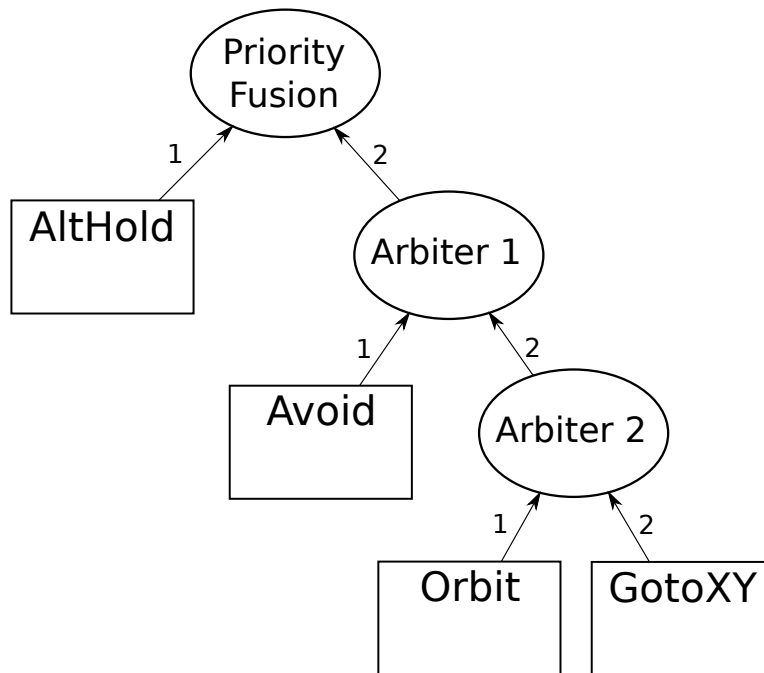 Priority
Fusion
1
2
AltHold
Arbiter 1
1
2
Avoid
Arbiter 2
1
2
Orbit
GotoXY